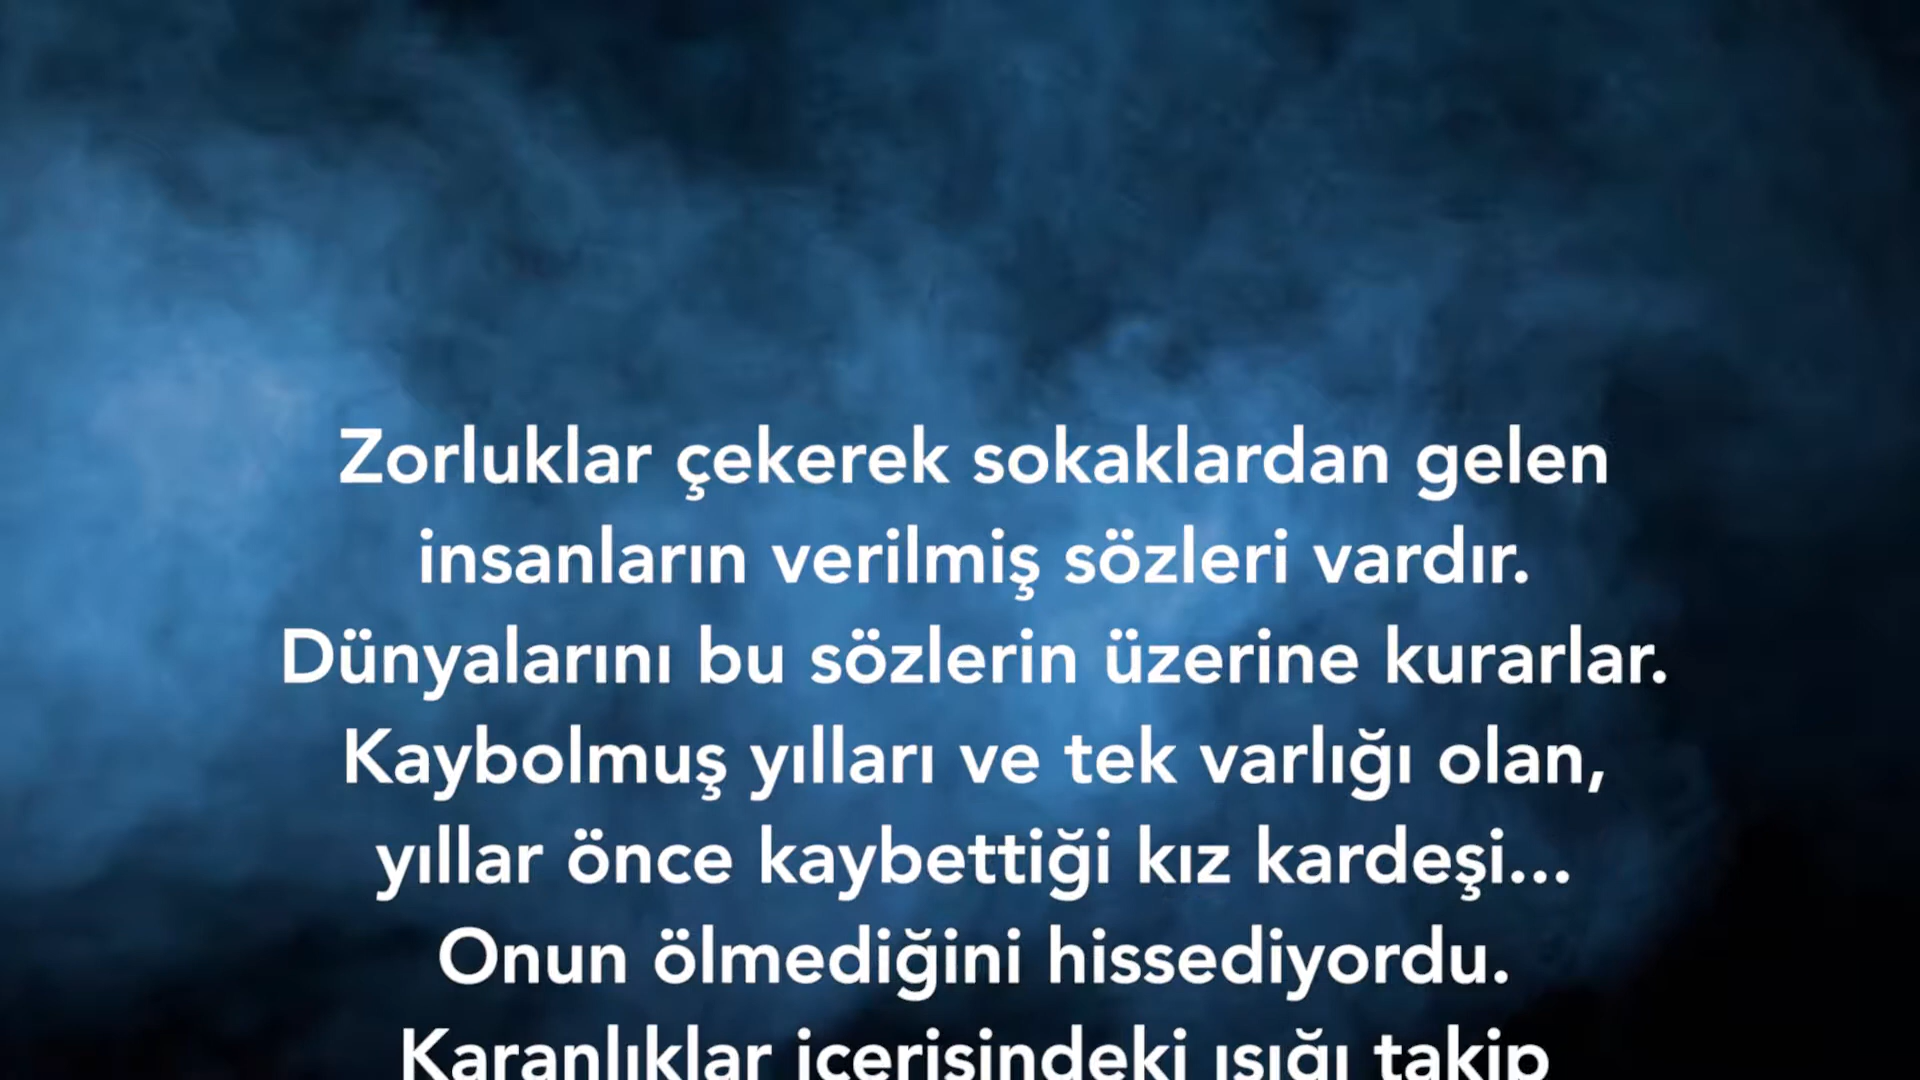 Zorluklar çekerek sokaklardan gelen
insanların verilmiş sözleri vardır.
Dünyalarını bu sözlerin üzerine kurarlar.
Kaybolmuş yılları ve tek varlığı olan,
yıllar önce kaybettiği kız kardeşi...
Onun ölmediğini hissediyordu.
Karanlıklar içerisindeki ışığı takip